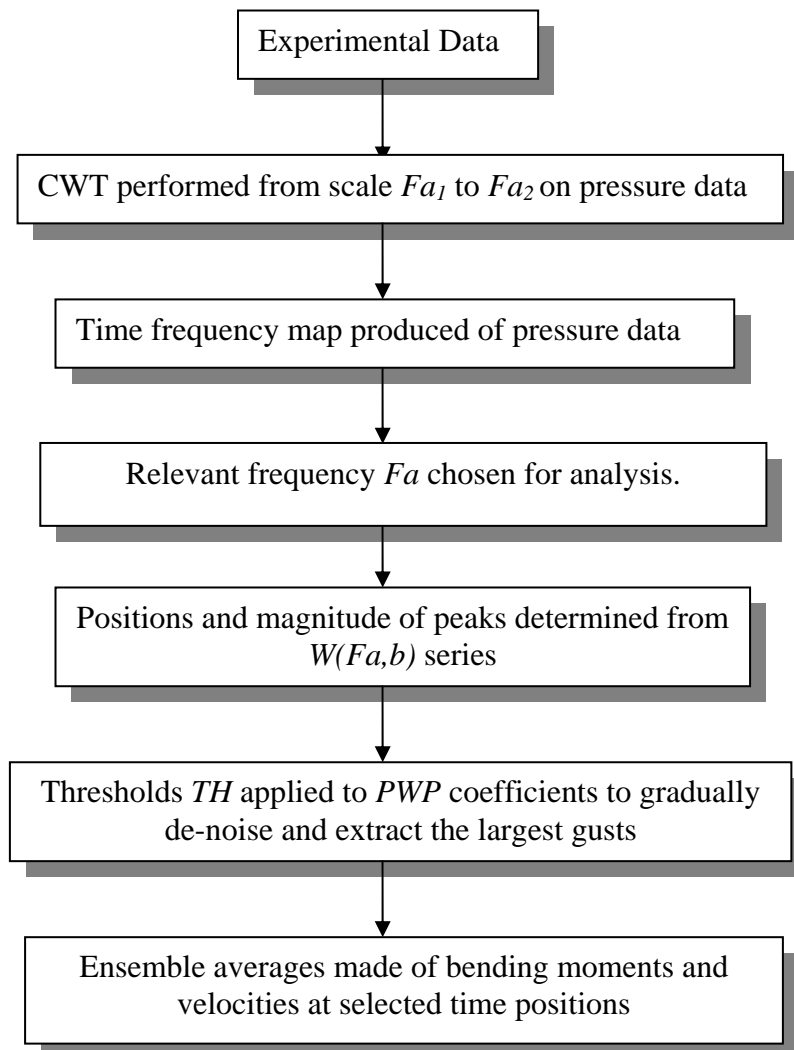 Experimental Data
CWT performed from scale Fa1 to Fa2 on pressure data
Time frequency map produced of pressure data
Relevant frequency Fa chosen for analysis.
Positions and magnitude of peaks determined from
W(Fa,b) series
Thresholds TH applied to PWP coefficients to gradually
de-noise and extract the largest gusts
Ensemble averages made of bending moments and
velocities at selected time positions